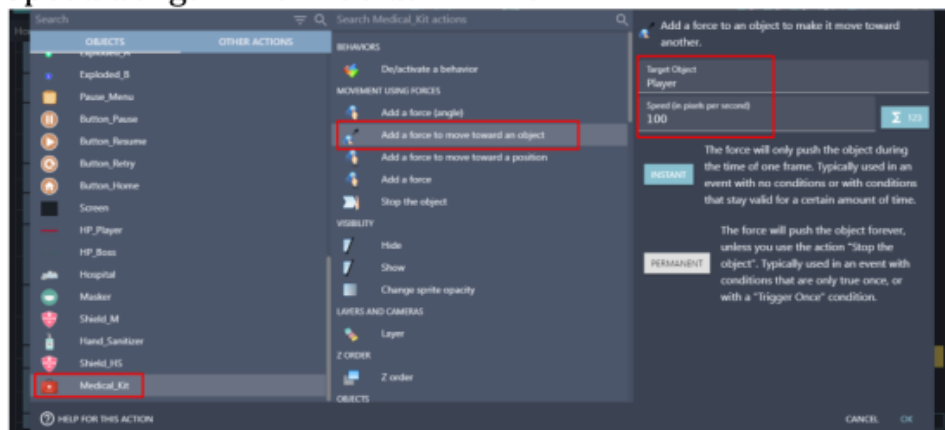 Search
OBJECTS
OTHER ACTIONS
Exploded_B
Pause_Menu
Button_Pause
Button_Resume
Button_Retry
Button_Home
Screen
HP_Player
HP_Boss
Hospital
Masker
Shield_M
Hand_Sanitizer
Shield_HS
Medical_Kit
HELP FOR THIS ACTION
Search Medical_Kit actions
BEHAVIORS
De/activate a behavior
MOVEMENT USING FORCES
Add a force (angle)
Add a force to move toward an object
Add a force to move toward a position
Add a force
Stop the object
VISIBILITY
Hide
Show
Change sprite opacity
LAYERS AND CAMERAS
Layer
Z ORDER
Z order
OBJECTS
Add a force to an object to make it move toward
another.
Target Object
Player
Speed (in pixels per second)
100
Σ 123
INSTANT
The force will only push the object during
the time of one frame. Typically used in an
event with no conditions or with conditions
that stay valid for a certain amount of time.
PERMANENT
The force will push the object forever,
unless you use the action "Stop the
object". Typically used in an event with
conditions that are only true once, or
with a "Trigger Once" condition.
CANCEL
OK